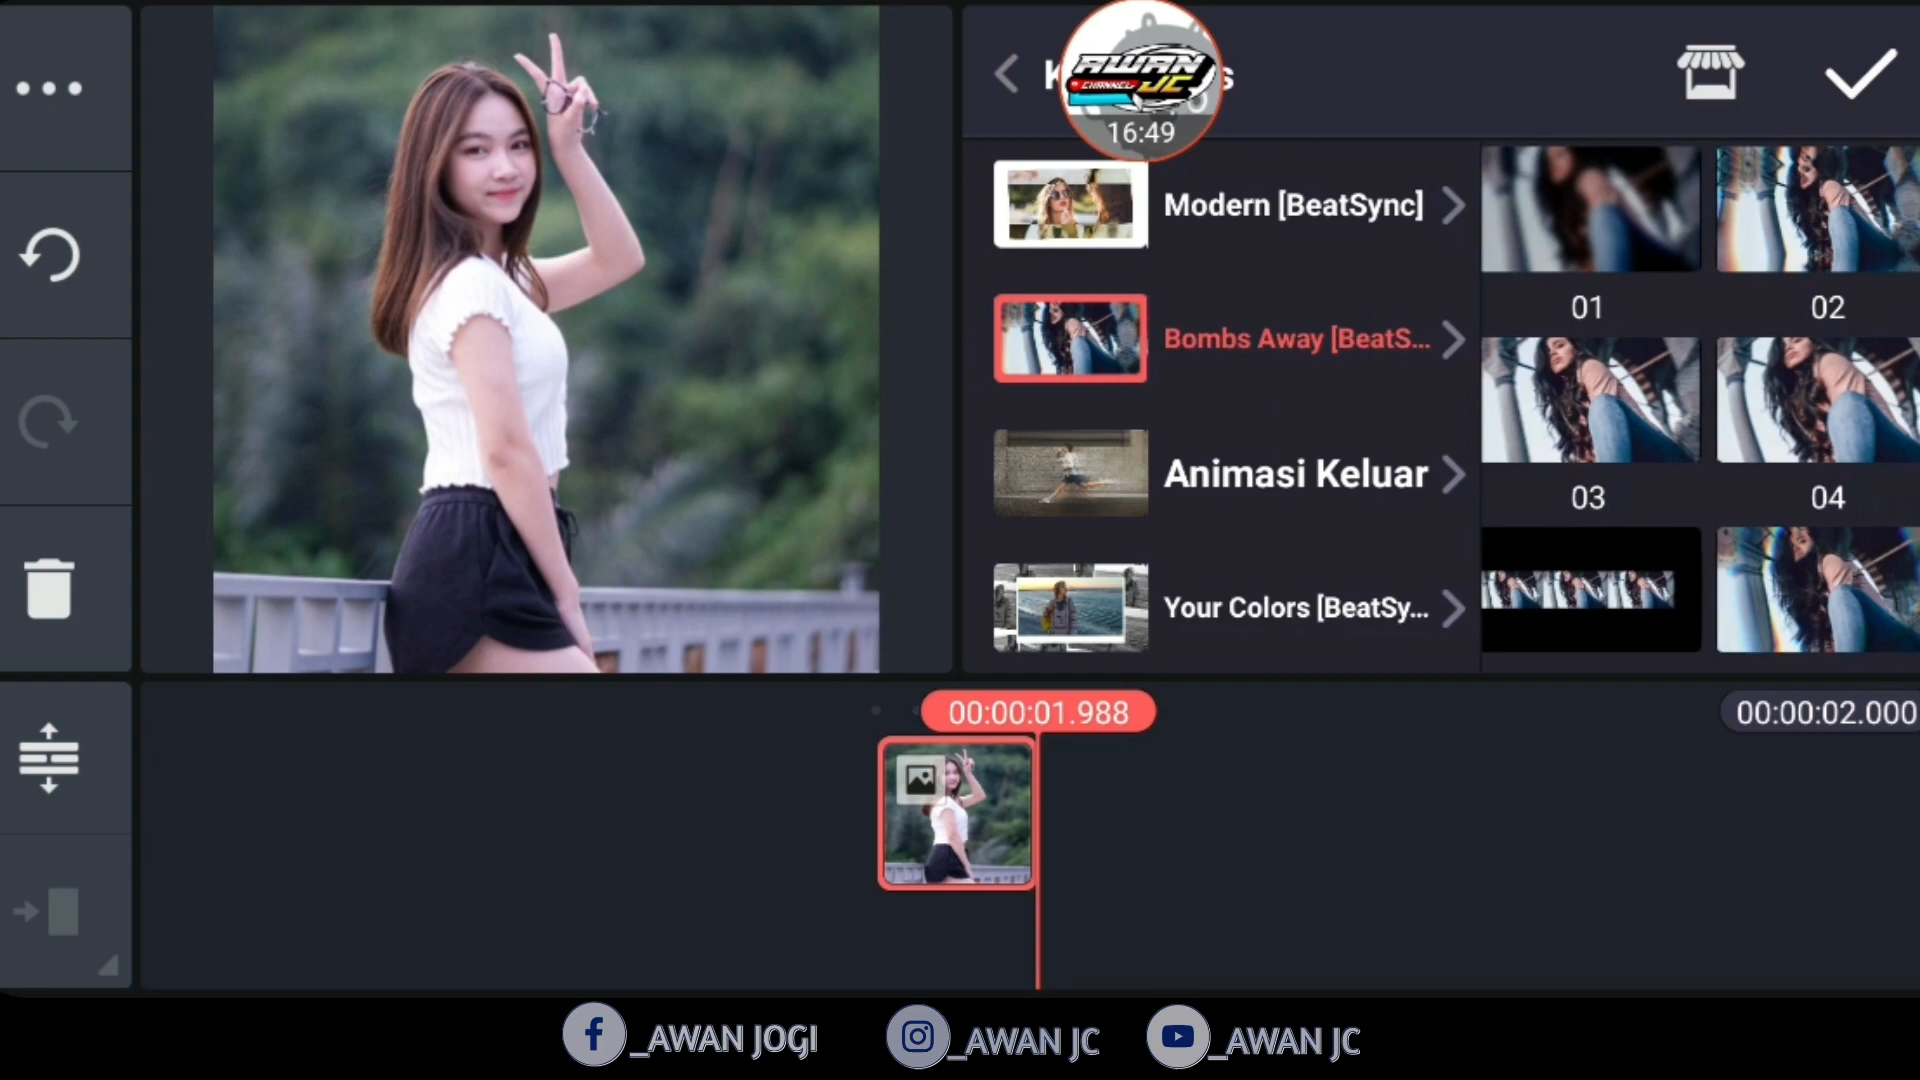 AWAN
CHANNEL JC
16:49
Modern [BeatSync]
Bombs Away [BeatS...
Animasi Keluar
Your Colors [BeatSy...
01
02
03
04
00:00:01.988
00:00:02.000
_AWAN JOGI
_AWAN JC
_AWAN JC